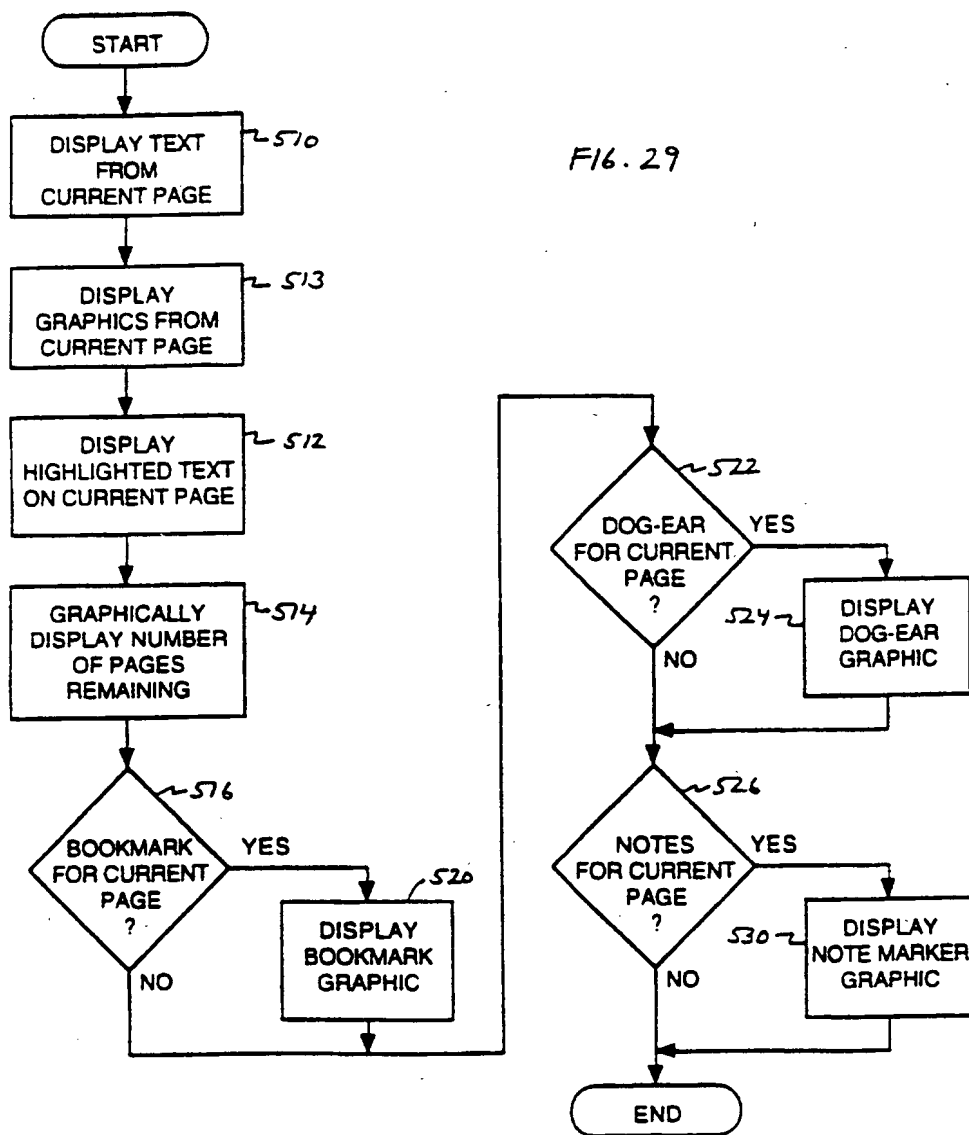 START
DISPLAY TEXT
FROM
CURRENT PAGE
510
FIG. 29
DISPLAY
GRAPHICS FROM
CURRENT PAGE
513
DISPLAY
HIGHLIGHTED TEXT
ON CURRENT PAGE
512
GRAPHICALLY
DISPLAY NUMBER
OF PAGES
REMAINING
514
516
BOOKMARK
FOR CURRENT
PAGE
?
YES
NO
520
DISPLAY
BOOKMARK
GRAPHIC
522
DOG-EAR
FOR CURRENT
PAGE
?
YES
NO
524
DISPLAY
DOG-EAR
GRAPHIC
526
NOTES
FOR CURRENT
PAGE
?
YES
NO
530
DISPLAY
NOTE MARKER
GRAPHIC
END